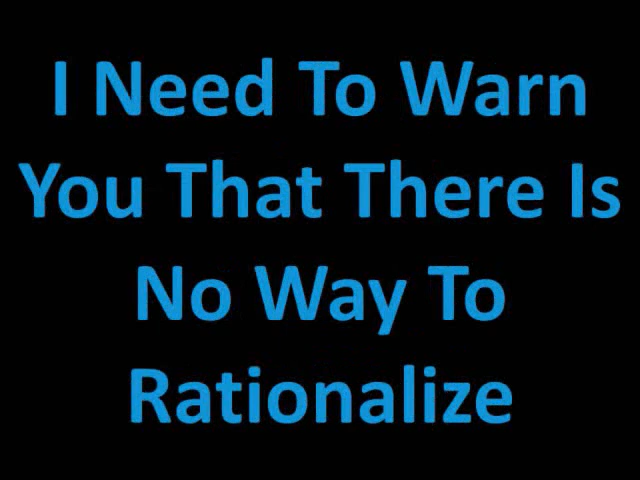 I Need To Warn
You That There Is
No Way To
Rationalize